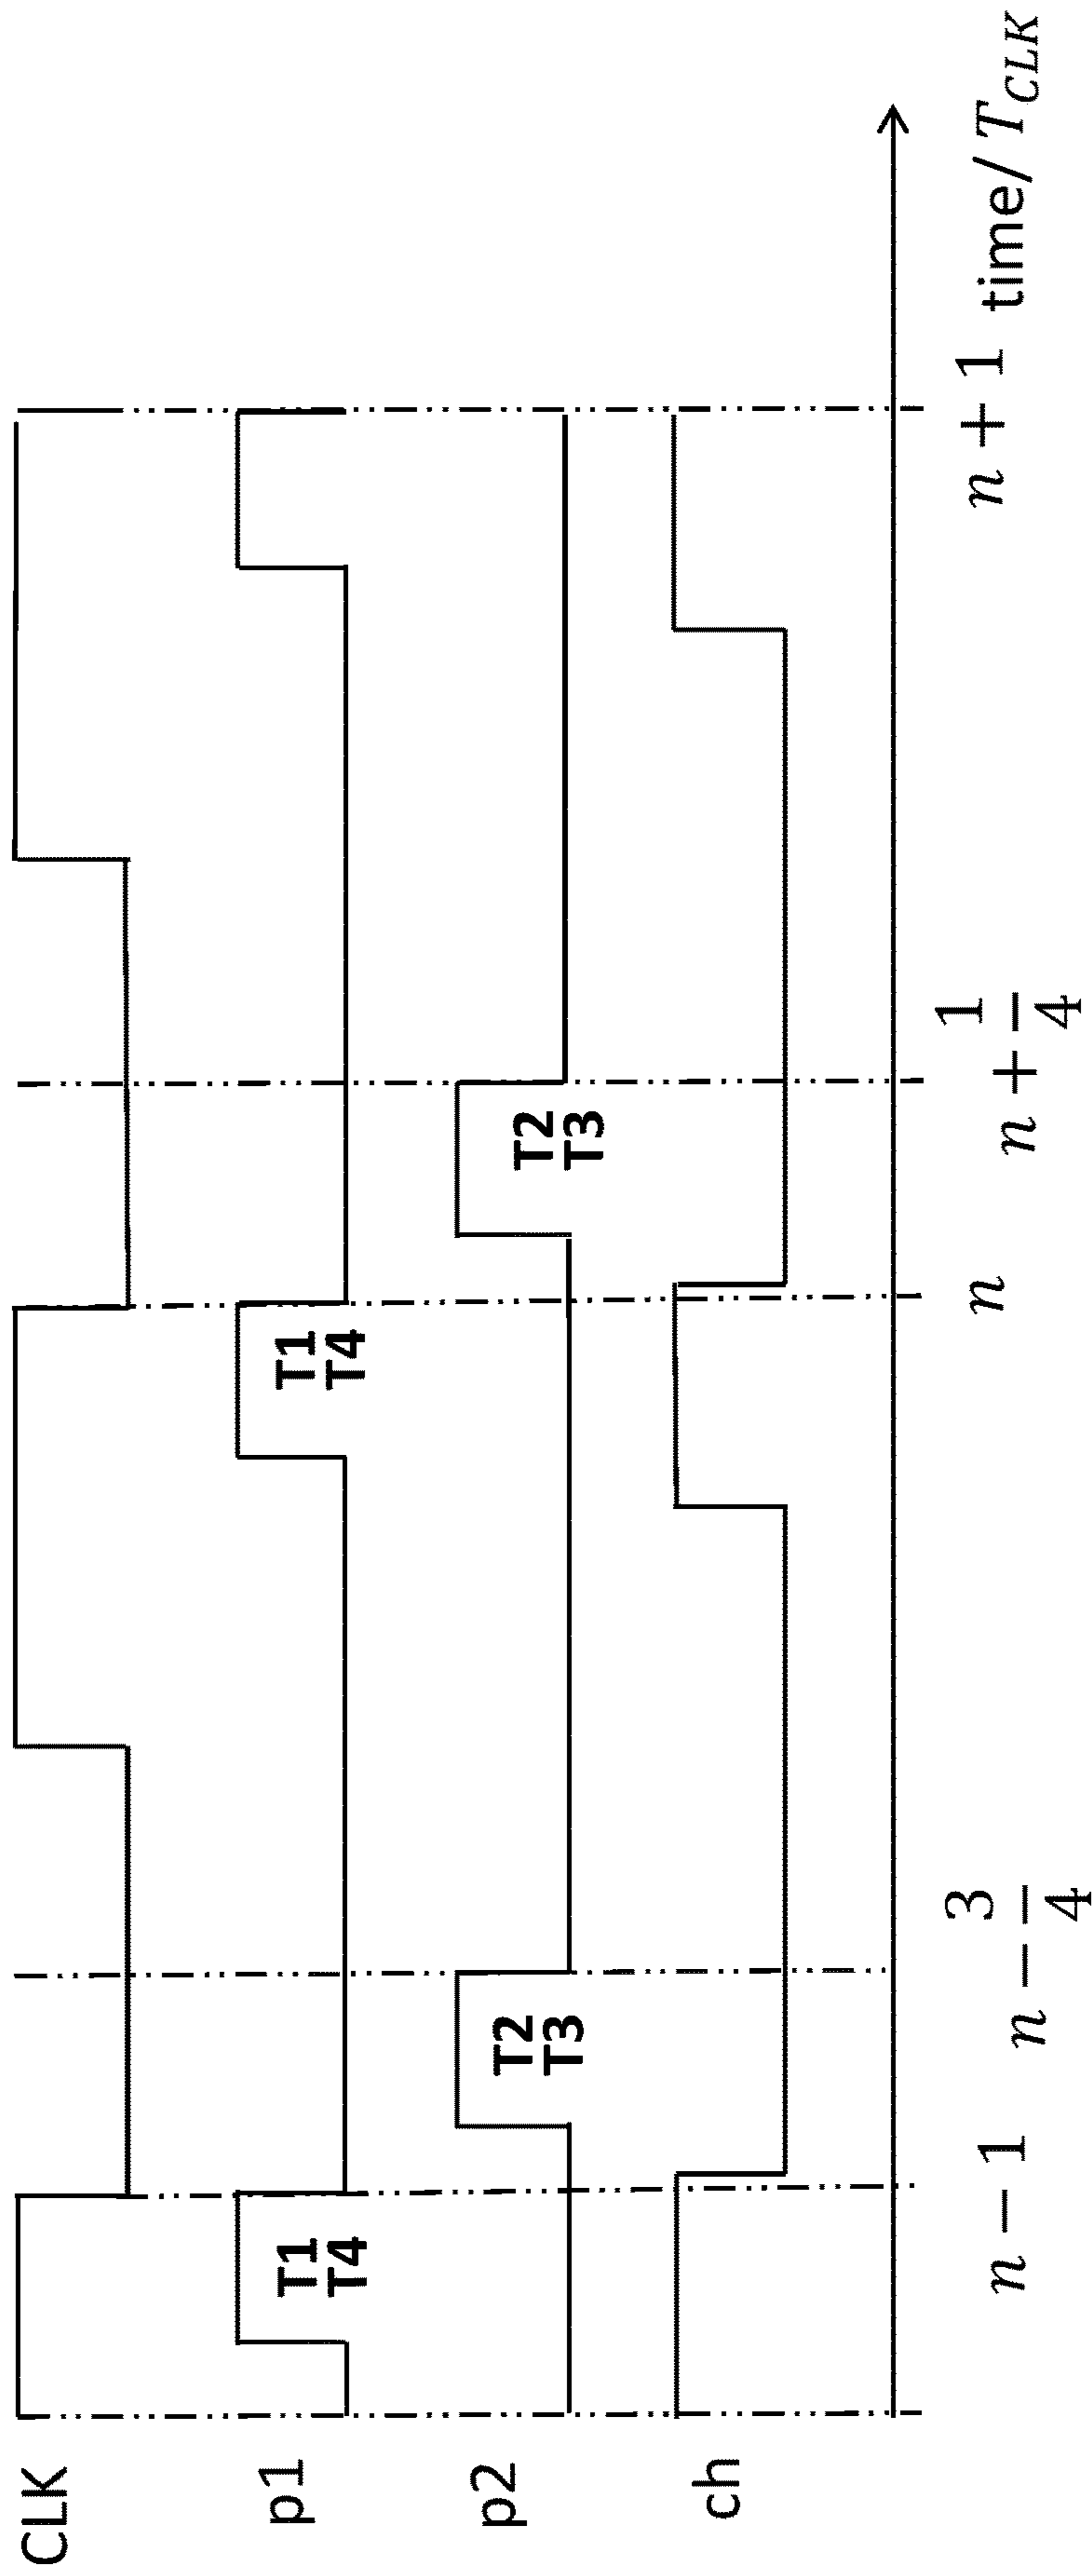 CLK
p1
T1
T4
T1
T4
p2
T2
T3
T2
T3
ch
n − 1 n − 3/4 n n + 1/4 n + 1 time/ T_CLK